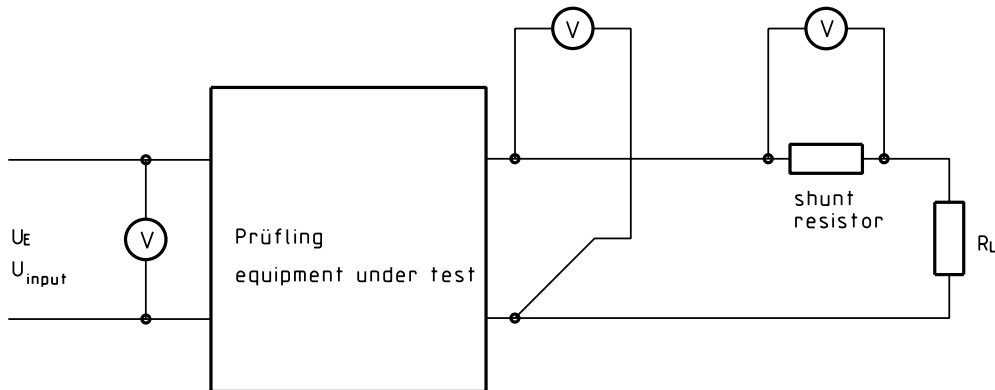 V
V
shunt
resistor
UE
Uinput
V
Prüfling
equipment under test
RL